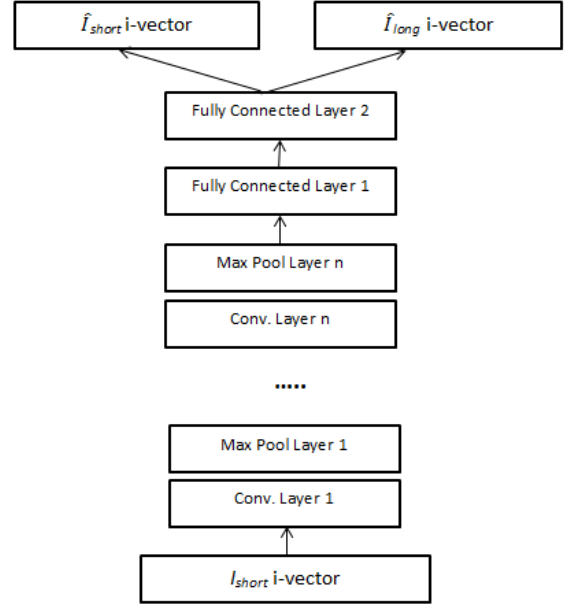 Î_short i-vector
Î_long i-vector
Fully Connected Layer 2
Fully Connected Layer 1
Max Pool Layer n
Conv. Layer n
.....
Max Pool Layer 1
Conv. Layer 1
I_short i-vector